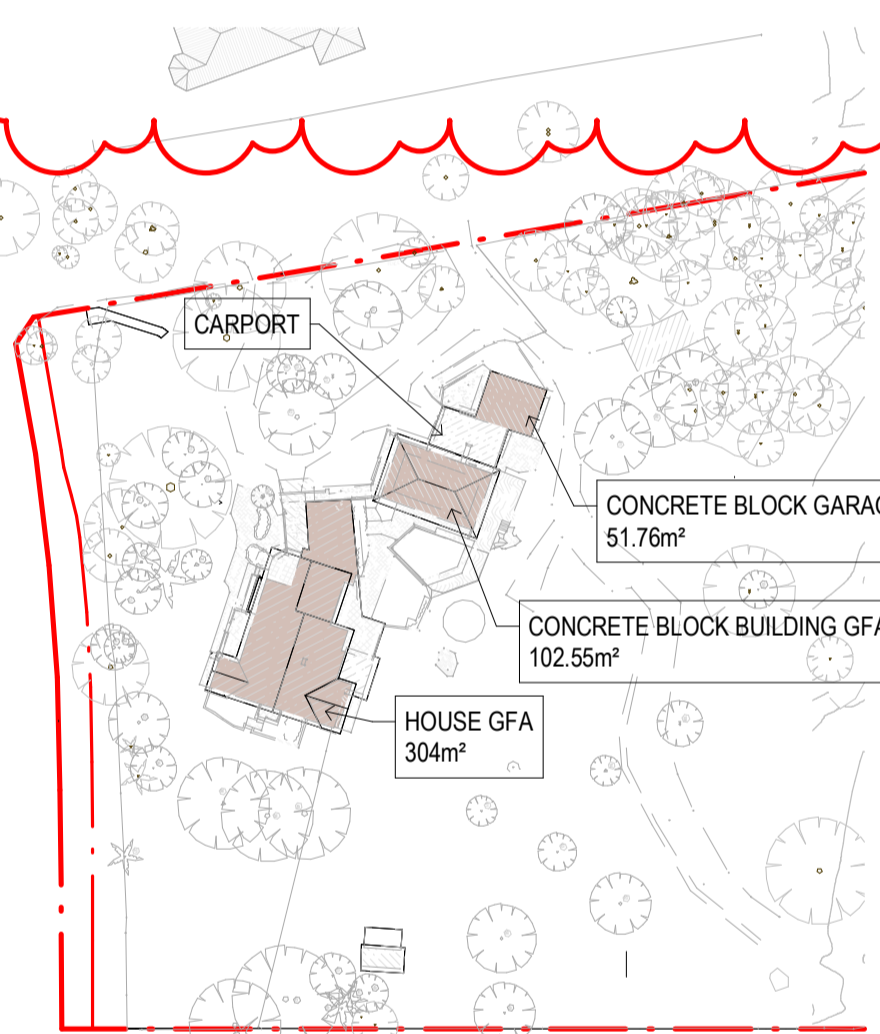 CARPORT
CONCRETE BLOCK GARAG
51.76m²
CONCRETE BLOCK BUILDING GFA
102.55m²
HOUSE GFA
304m²